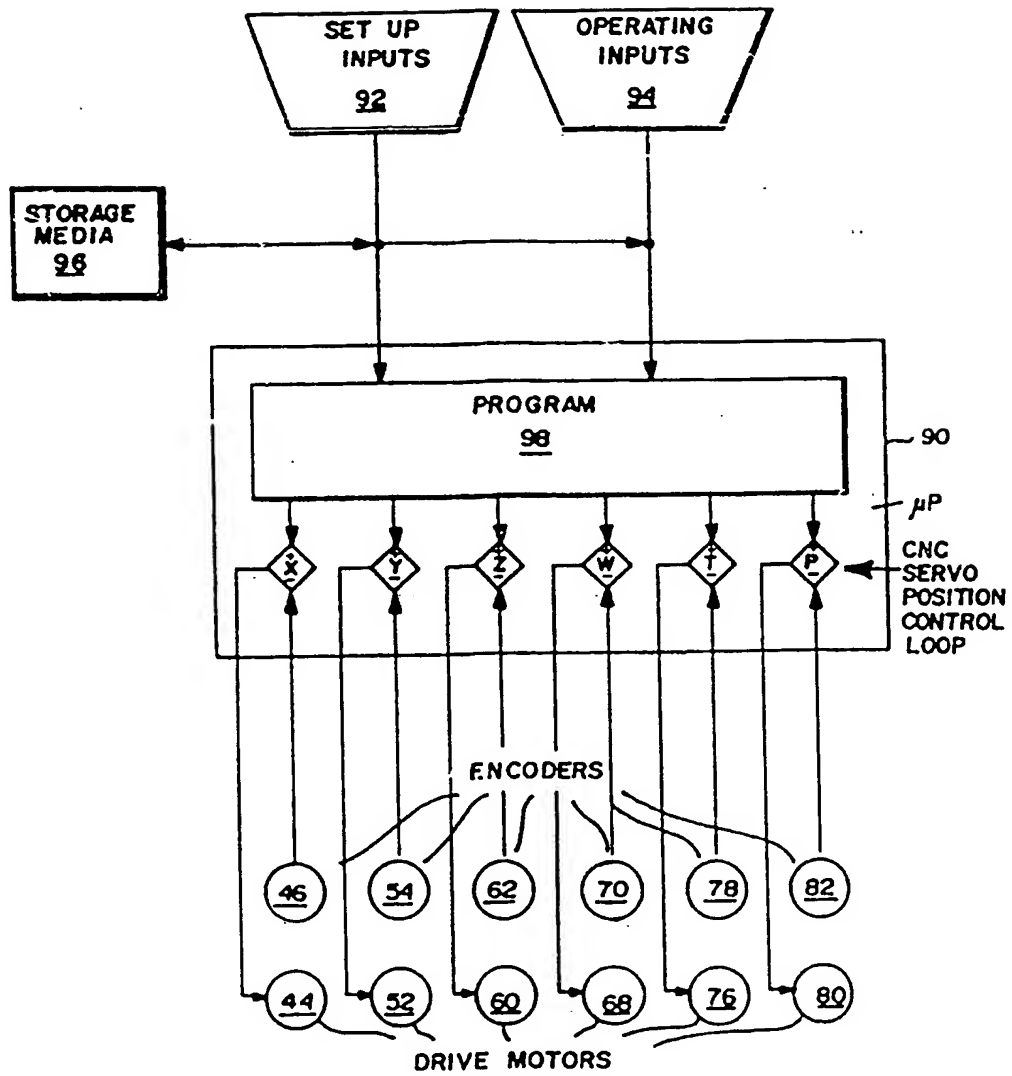 SET UP
INPUTS
92
OPERATING
INPUTS
94
STORAGE
MEDIA
96
PROGRAM
98
90
µP
X Y Z W T P
CNC
SERVO
POSITION
CONTROL
LOOP
ENCODERS
46 54 62 70 78 82
44 52 60 68 76 80
DRIVE MOTORS